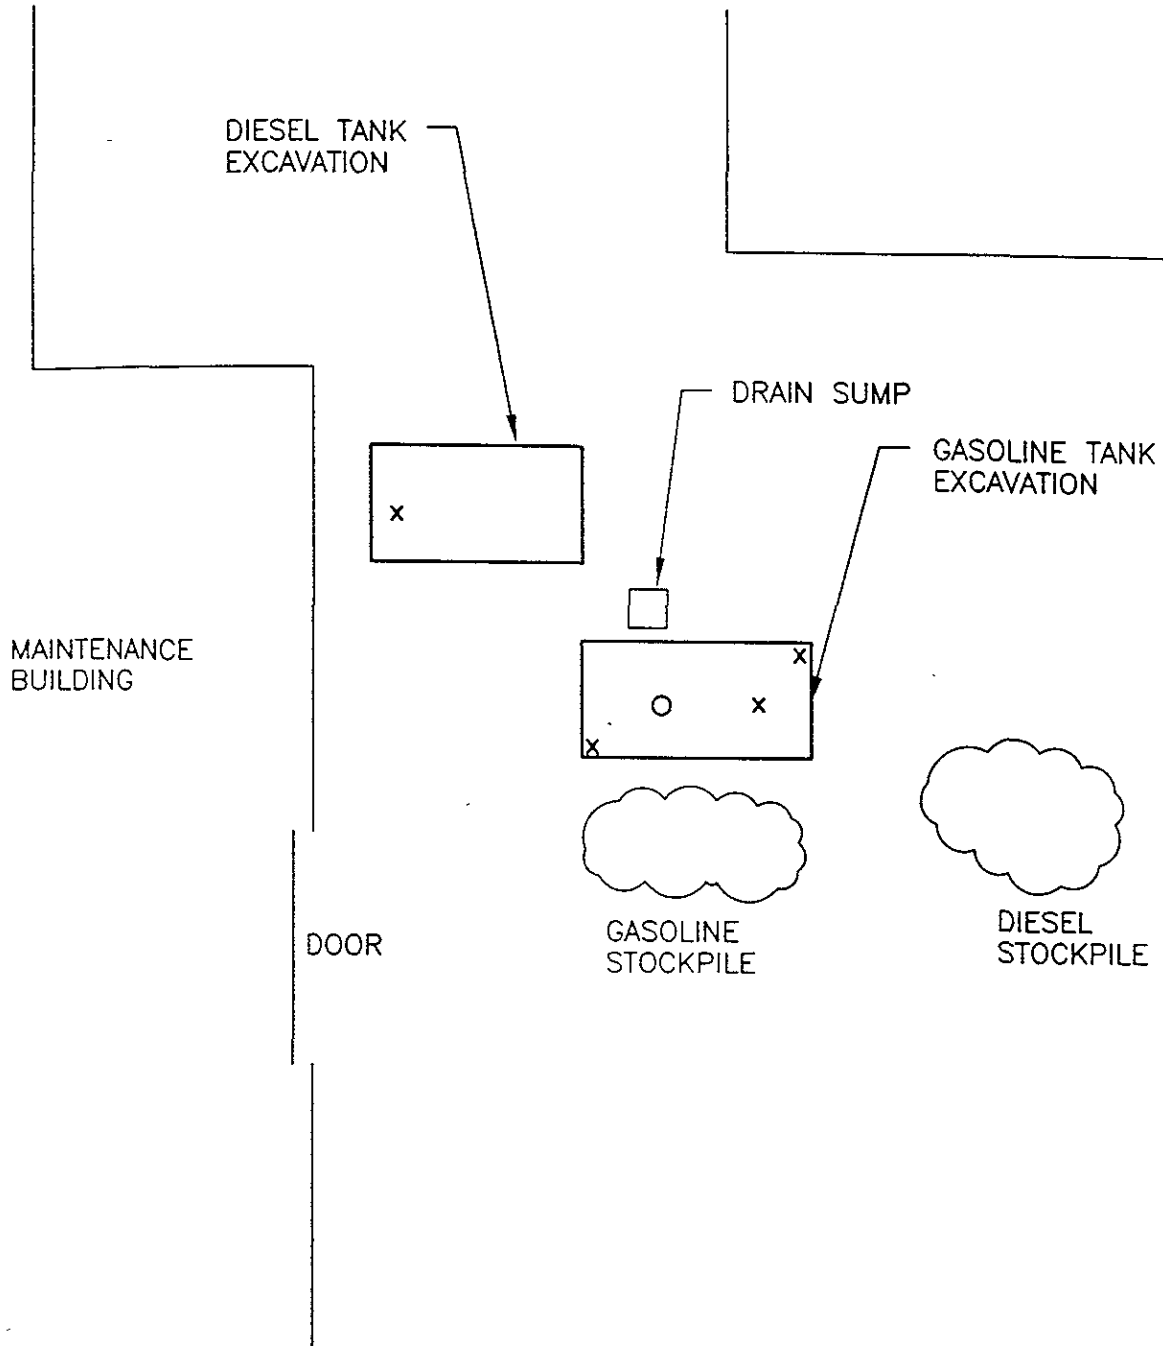 DIESEL TANK
EXCAVATION
DRAIN SUMP
GASOLINE TANK
EXCAVATION
X
X
O
X
X
MAINTENANCE
BUILDING
DOOR
GASOLINE
STOCKPILE
DIESEL
STOCKPILE